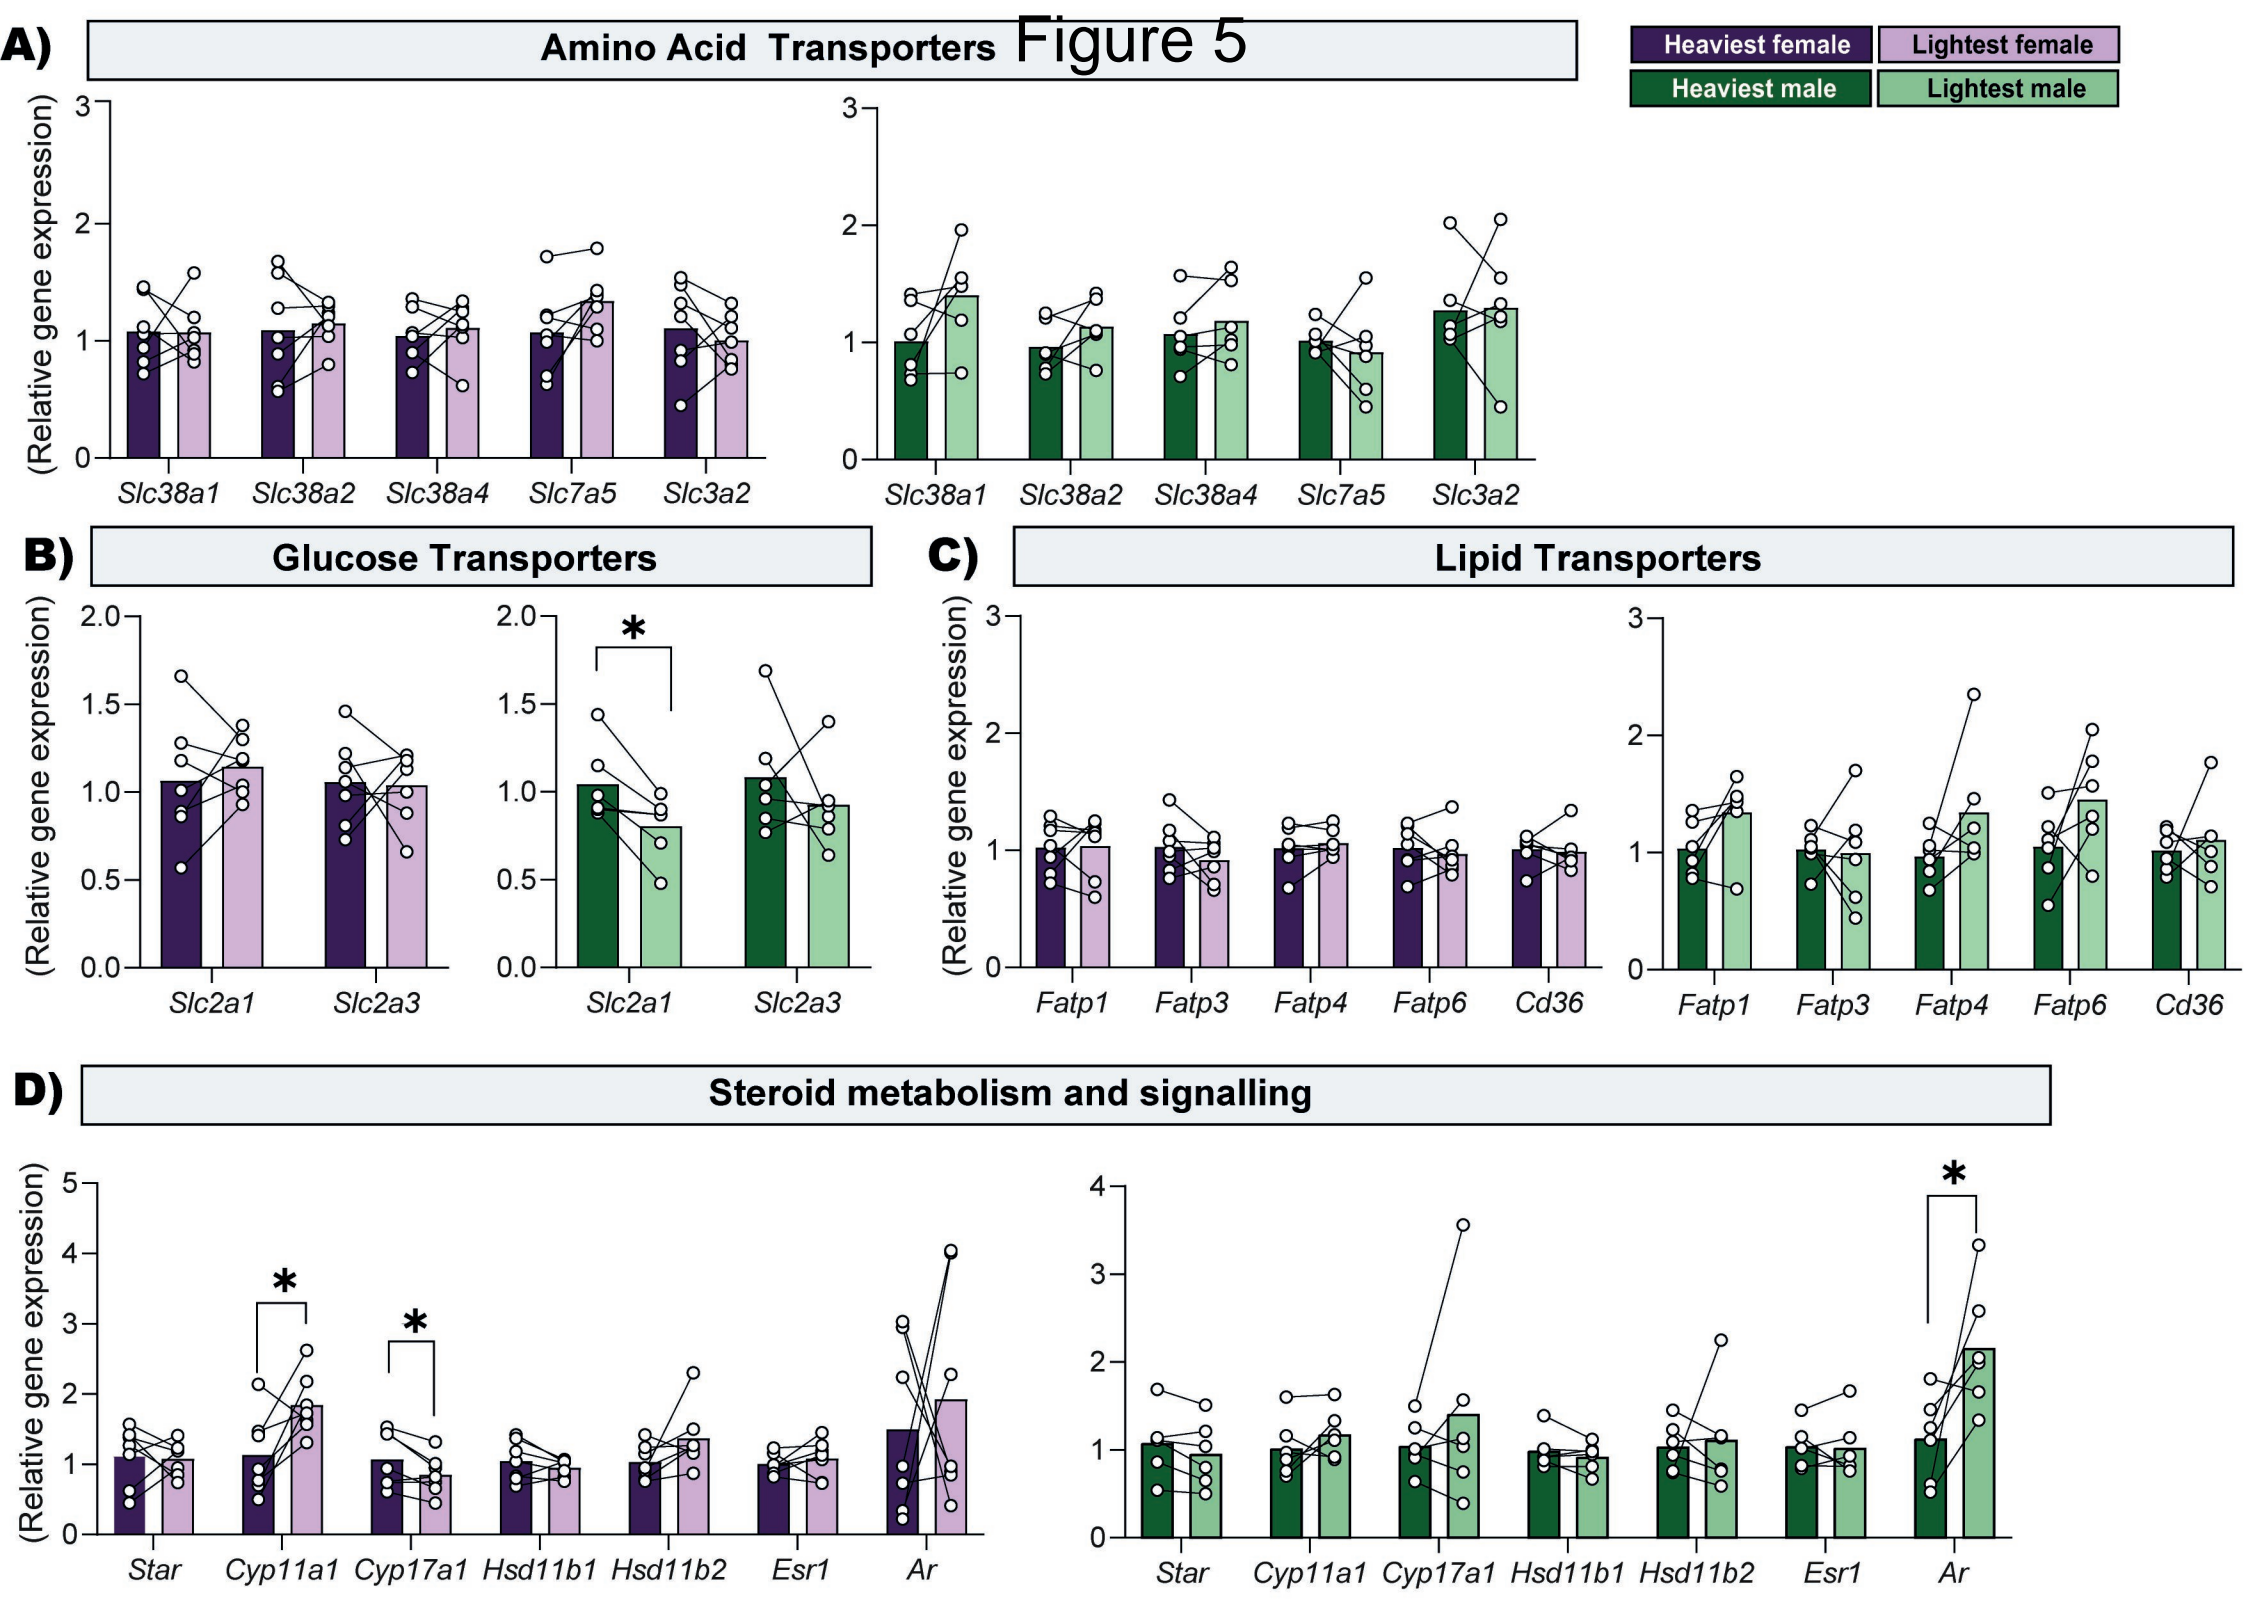 Figure 5
A)
Amino Acid Transporters
Heaviest female
Lightest female
Heaviest male
Lightest male
(Relative gene expression)
3
2
1
0
Slc38a1 Slc38a2 Slc38a4 Slc7a5 Slc3a2
3
2
1
0
Slc38a1 Slc38a2 Slc38a4 Slc7a5 Slc3a2
B)
Glucose Transporters
(Relative gene expression)
2.0
1.5
1.0
0.5
0.0
Slc2a1 Slc2a3
2.0
1.5
1.0
0.5
0.0
*
Slc2a1 Slc2a3
C)
Lipid Transporters
(Relative gene expression)
3
2
1
0
Fatp1 Fatp3 Fatp4 Fatp6 Cd36
3
2
1
0
Fatp1 Fatp3 Fatp4 Fatp6 Cd36
D)
Steroid metabolism and signalling
(Relative gene expression)
5
4
3
2
1
0
*
*
Star Cyp11a1 Cyp17a1 Hsd11b1 Hsd11b2 Esr1 Ar
4
3
2
1
0
*
Star Cyp11a1 Cyp17a1 Hsd11b1 Hsd11b2 Esr1 Ar